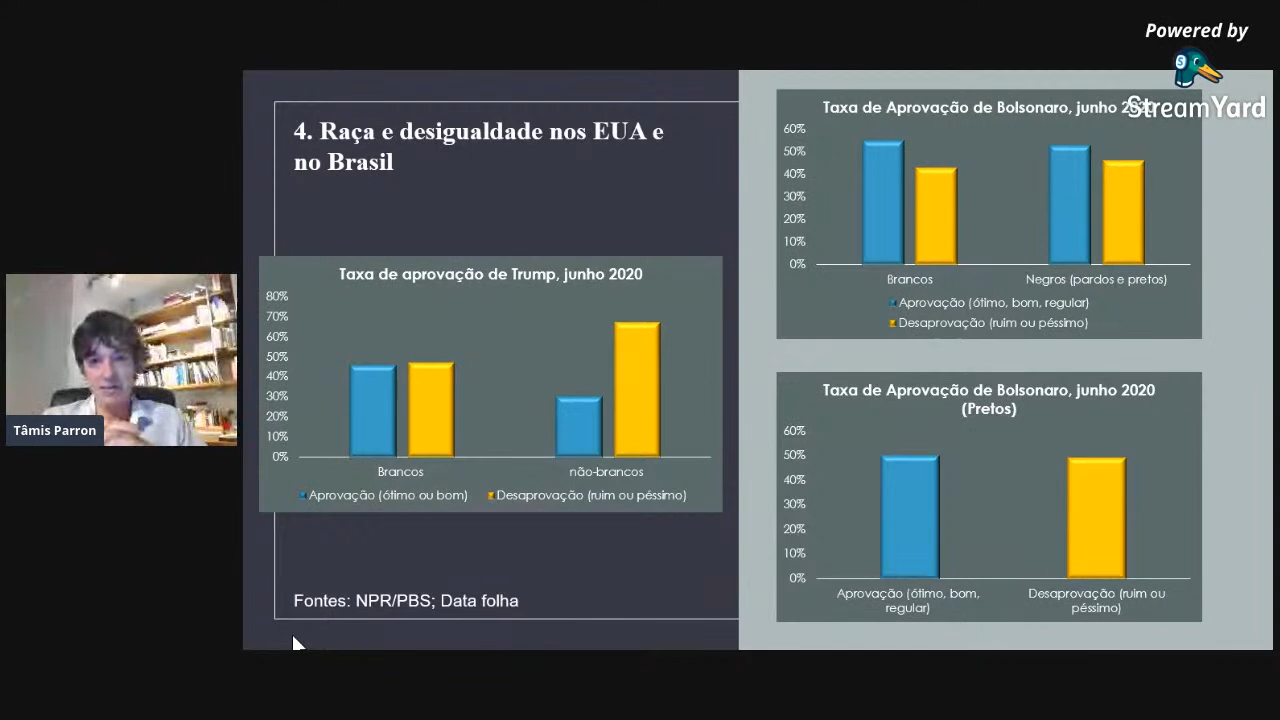 Powered by
StreamYard
4. Raça e desigualdade nos EUA e
no Brasil
Taxa de aprovação de Trump, junho 2020
80%
70%
60%
50%
40%
30%
20%
10%
0%
Brancos
não-brancos
Aprovação (ótimo ou bom)
Desaprovação (ruim ou péssimo)
Fontes: NPR/PBS; Data folha
Taxa de Aprovação de Bolsonaro, junho 2020
60%
50%
40%
30%
20%
10%
0%
Brancos
Negros (pardos e pretos)
Aprovação (ótimo, bom, regular)
Desaprovação (ruim ou péssimo)
Taxa de Aprovação de Bolsonaro, junho 2020
(Pretos)
60%
50%
40%
30%
20%
10%
0%
Aprovação (ótimo, bom,
regular)
Desaprovação (ruim ou
péssimo)
Tâmis Parron